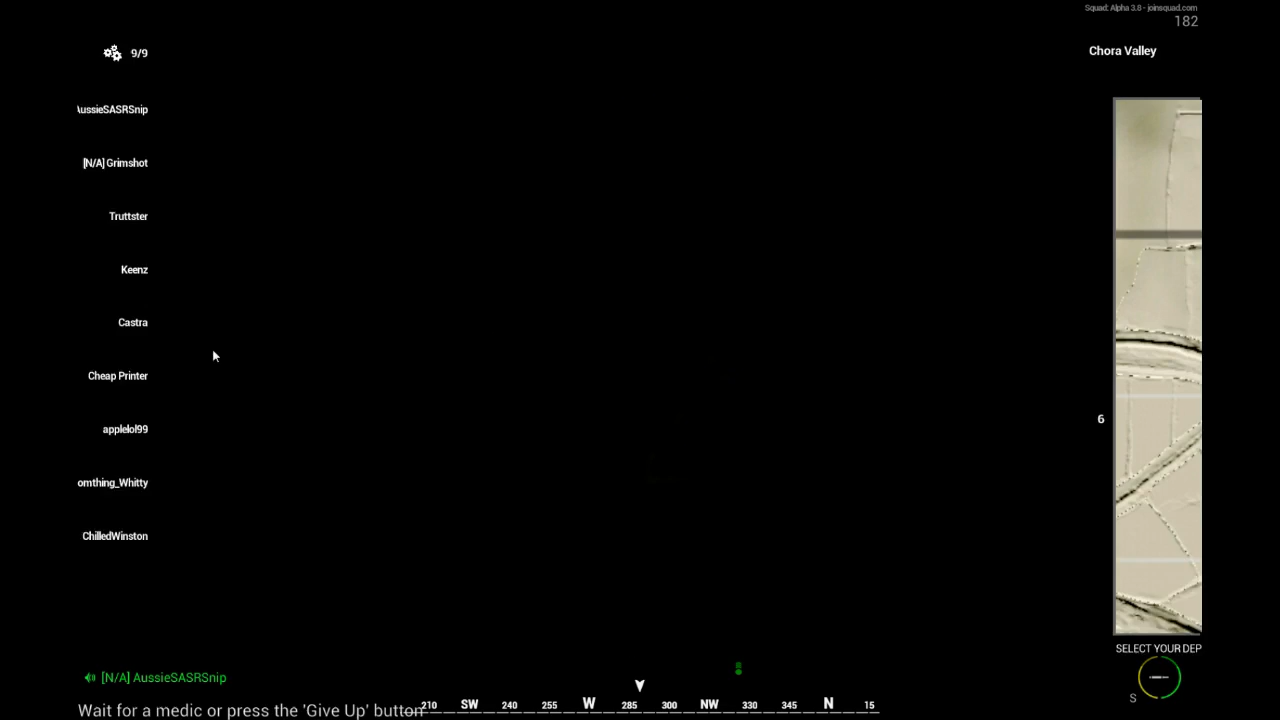 Squad: Alpha 3.8 - joinsquad.com
182
9/9
Chora Valley
AussieSASRSnip
[N/A] Grimshot
Truttster
Keenz
Castra
Cheap Printer
6
applelol99
omthing_Whitty
ChilledWinston
SELECT YOUR DEP
[N/A] AussieSASRSnip
S
Wait for a medic or press the 'Give Up' button
210 SW 240 255 W 285 300 NW 330 345 N 15